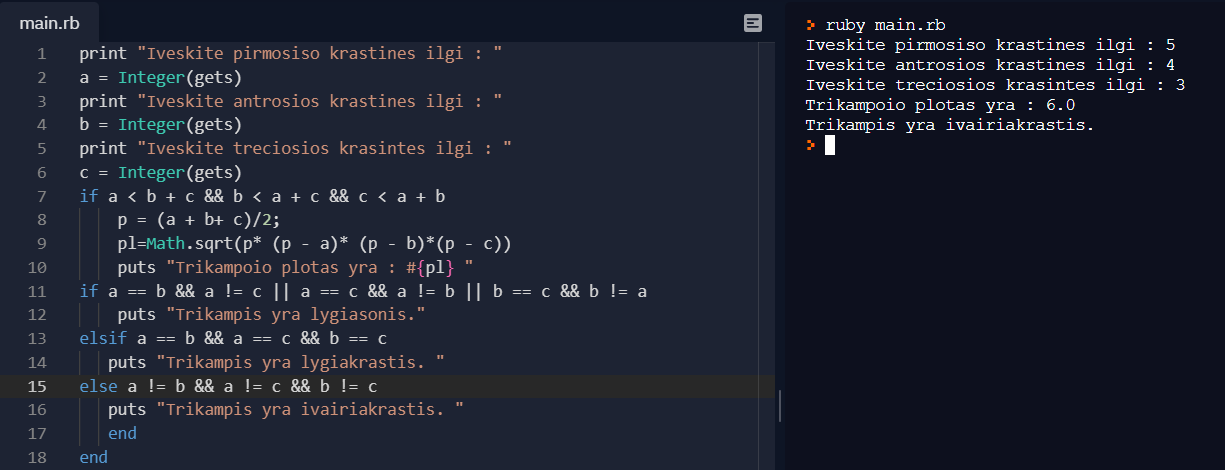 main.rb
1 print "Iveskite pirmosiso krastines ilgi : "
2 a = Integer(gets)
3 print "Iveskite antrosios krastines ilgi : "
4 b = Integer(gets)
5 print "Iveskite treciosios krasintes ilgi : "
6 c = Integer(gets)
7 if a < b + c && b < a + c && c < a + b
8 p = (a + b+ c)/2;
9 pl=Math.sqrt(p* (p - a)* (p - b)*(p - c))
10 puts "Trikampoio plotas yra : #{pl} "
11 if a == b && a != c || a == c && a != b || b == c && b != a
12 puts "Trikampis yra lygiasonis."
13 elsif a == b && a == c && b == c
14 puts "Trikampis yra lygiakrastis. "
15 else a != b && a != c && b != c
16 puts "Trikampis yra ivairiakrastis. "
17 end
18 end
> ruby main.rb
Iveskite pirmosiso krastines ilgi : 5
Iveskite antrosios krastines ilgi : 4
Iveskite treciosios krasintes ilgi : 3
Trikampoio plotas yra : 6.0
Trikampis yra ivairiakrastis.
>